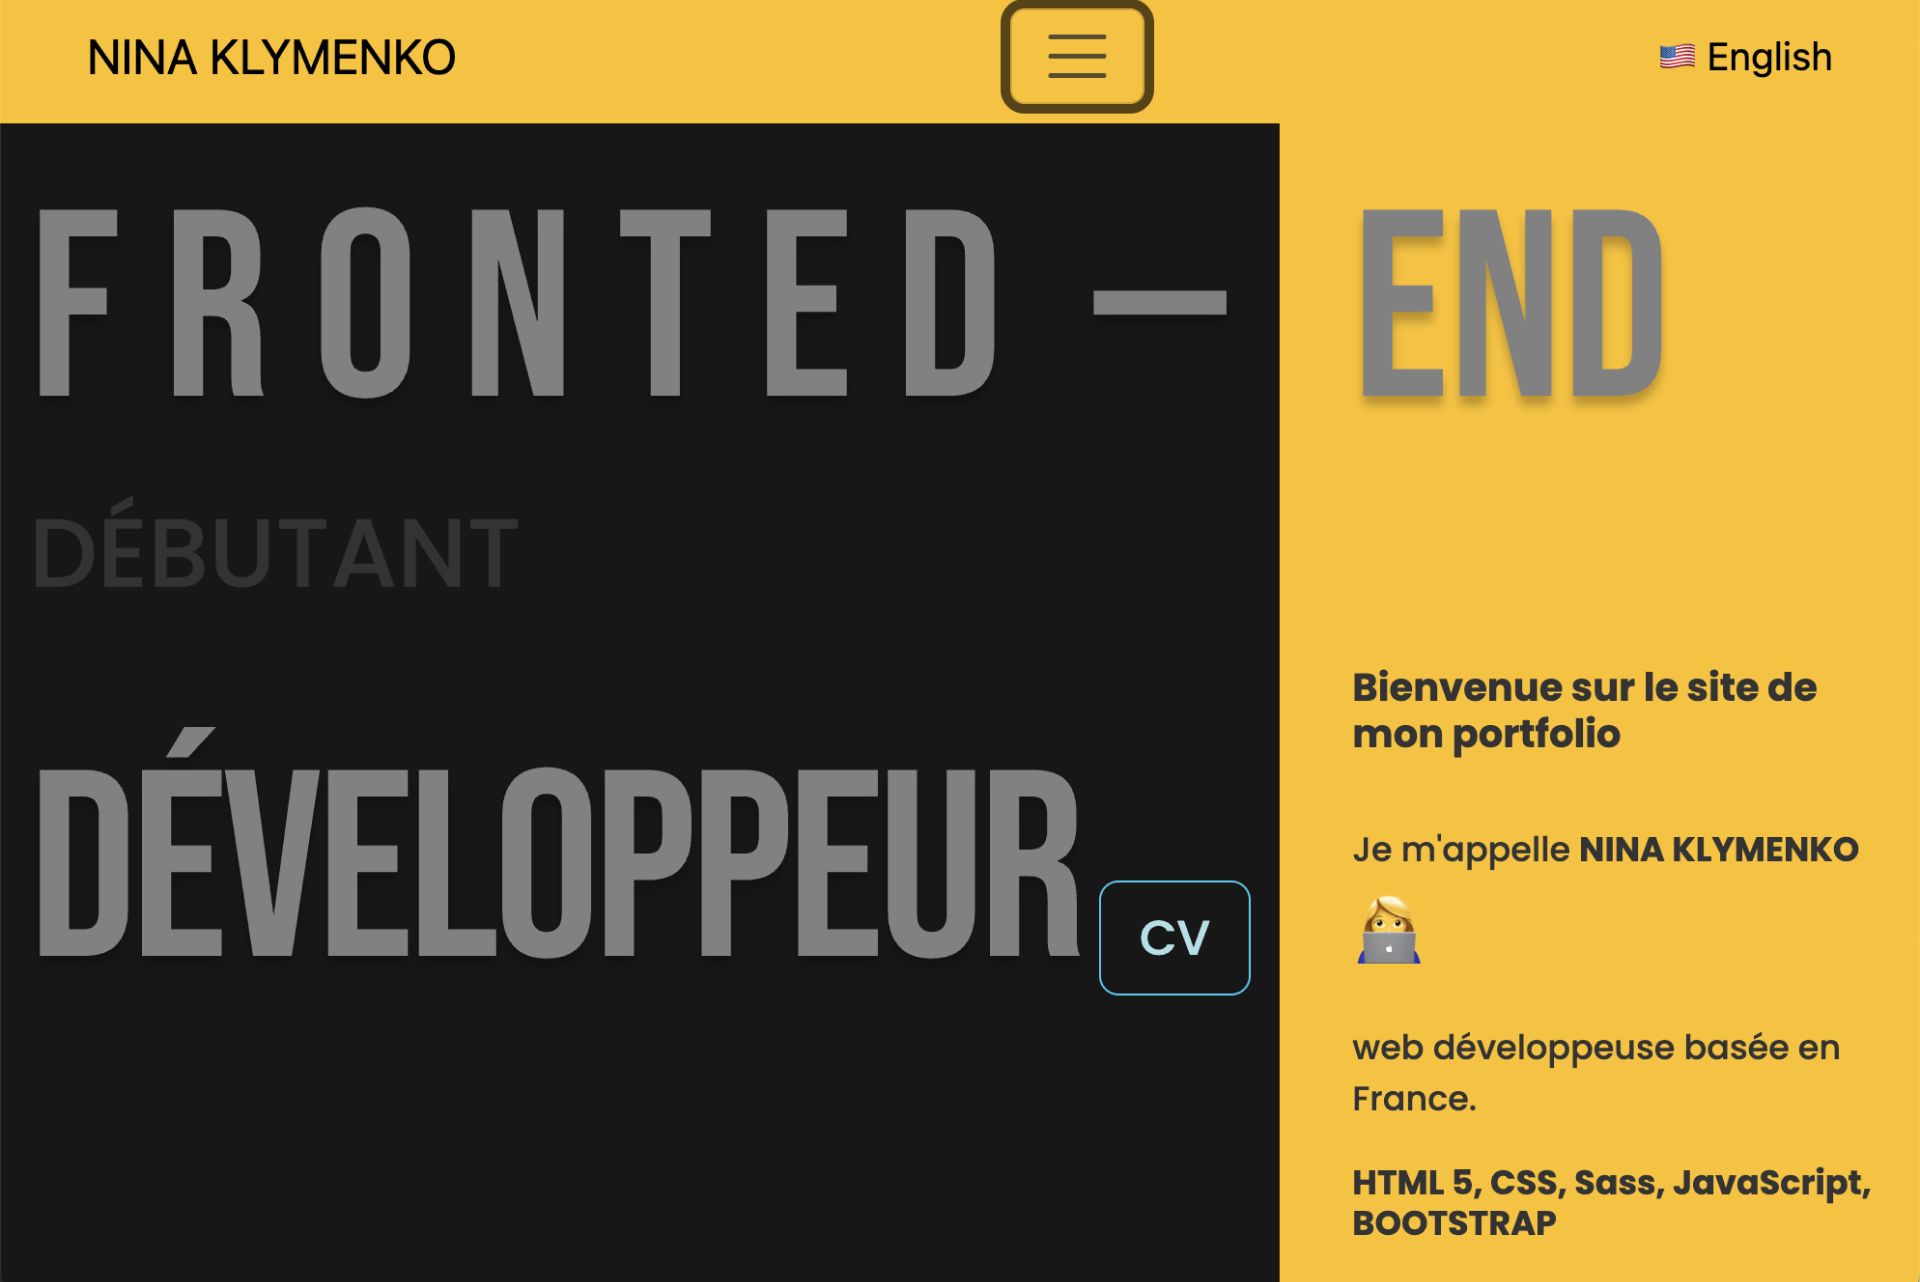 NINA KLYMENKO
🇺🇸 English
FRONTED — END
DÉBUTANT
DÉVELOPPEUR
CV
Bienvenue sur le site de
mon portfolio
Je m'appelle NINA KLYMENKO
👩‍💻
web développeuse basée en
France.
HTML 5, CSS, Sass, JavaScript,
BOOTSTRAP